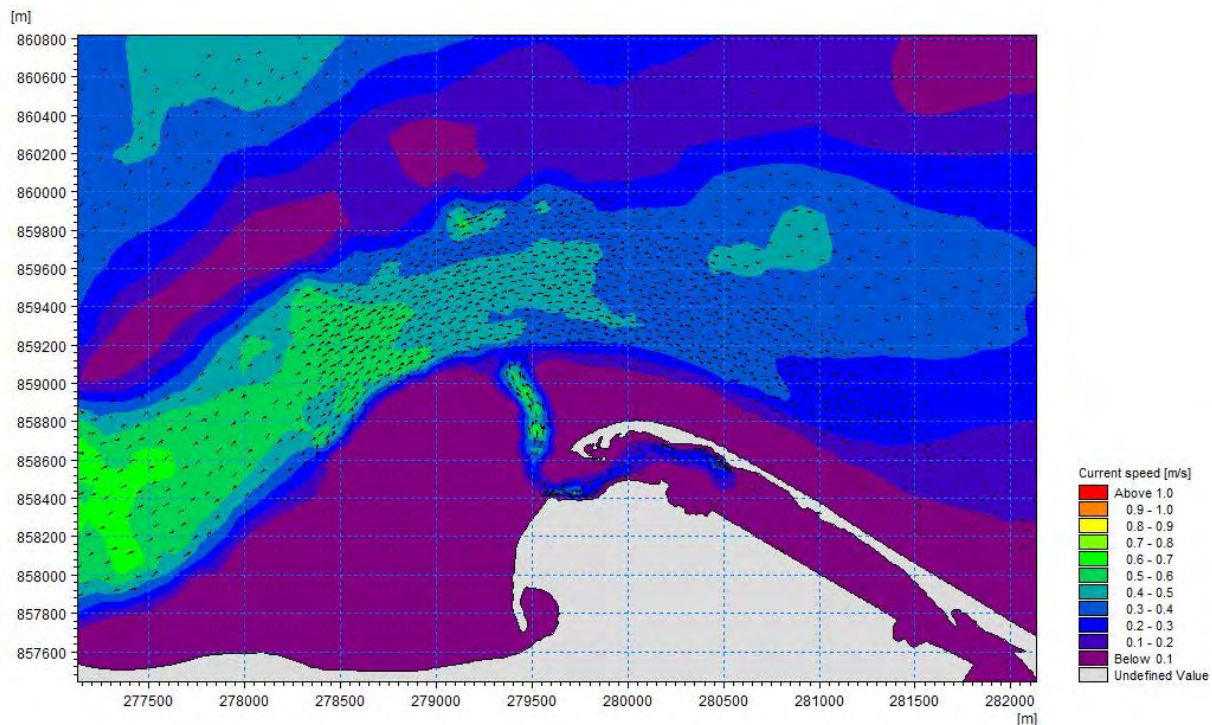 [m]
860800
860600
860400
860200
860000
859800
859600
859400
859200
859000
858800
858600
858400
858200
858000
857800
857600
277500 278000 278500 279000 279500 280000 280500 281000 281500 282000
[m]
Current speed [m/s]
Above 1.0
0.9 - 1.0
0.8 - 0.9
0.7 - 0.8
0.6 - 0.7
0.5 - 0.6
0.4 - 0.5
0.3 - 0.4
0.2 - 0.3
0.1 - 0.2
Below 0.1
Undefined Value